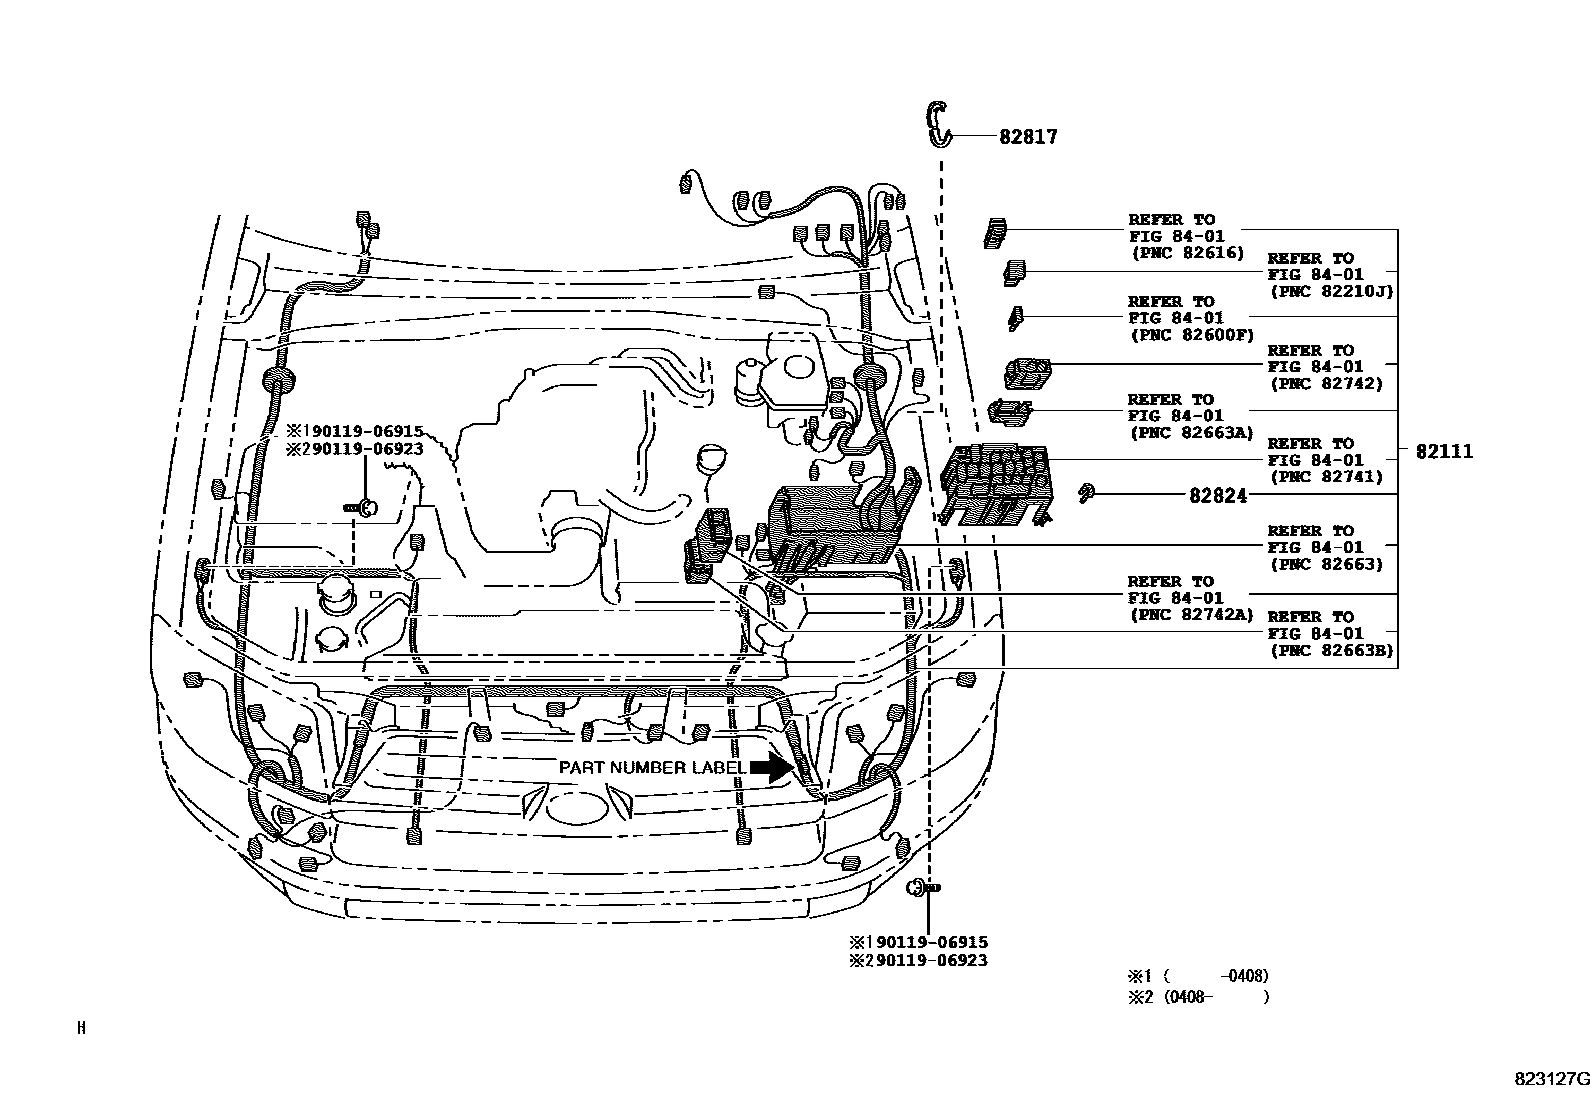 82817
REFER TO
FIG 84-01
(PNC 82616)
REFER TO
FIG 84-01
(PNC 82210J)
REFER TO
FIG 84-01
(PNC 82600F)
REFER TO
FIG 84-01
(PNC 82742)
REFER TO
FIG 84-01
(PNC 82663A)
※190119-06915
※290119-06923
REFER TO
FIG 84-01
(PNC 82741)
82111
82824
REFER TO
FIG 84-01
(PNC 82663)
REFER TO
FIG 84-01
(PNC 82742A)
REFER TO
FIG 84-01
(PNC 82663B)
PART NUMBER LABEL
※190119-06915
※290119-06923
※1 (      -0408)
※2 (0408-      )
H
823127G